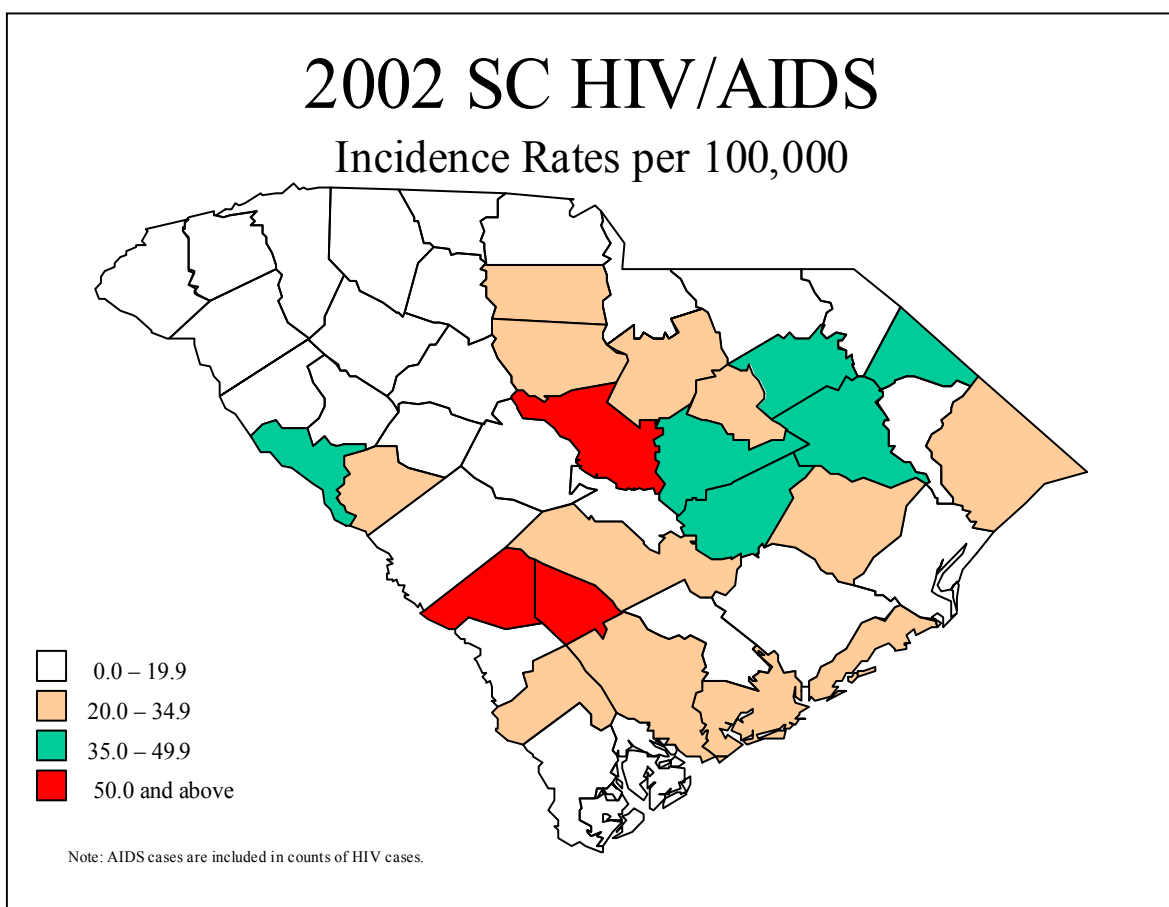 2002 SC HIV/AIDS
Incidence Rates per 100,000
0.0 – 19.9
20.0 – 34.9
35.0 – 49.9
50.0 and above
Note: AIDS cases are included in counts of HIV cases.